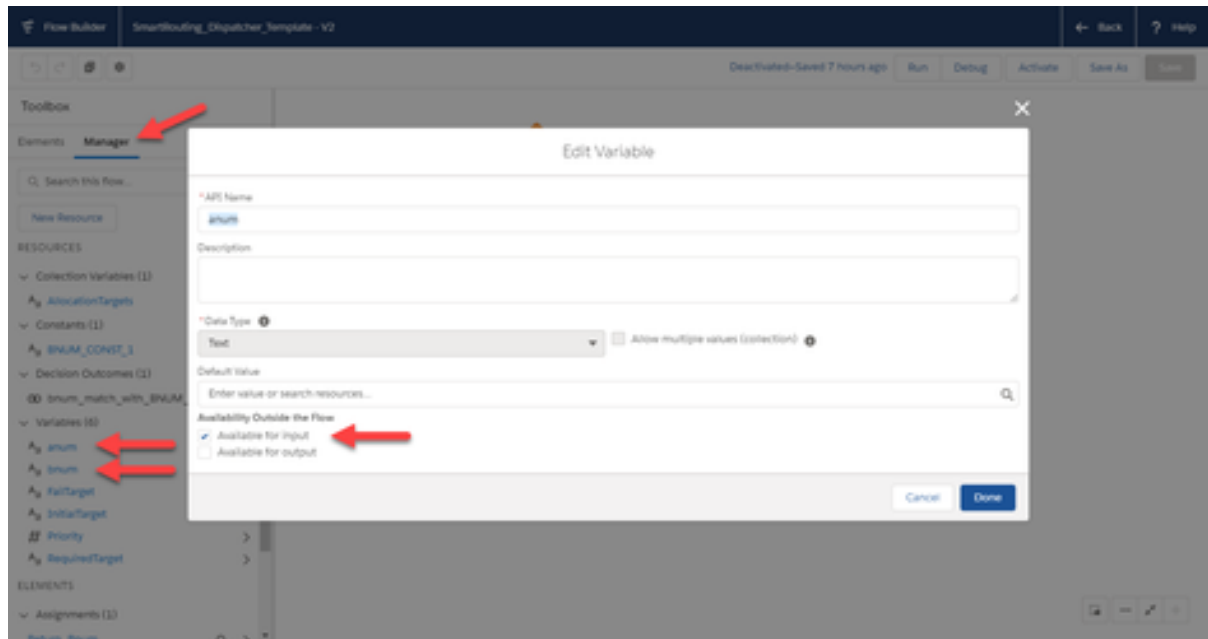 Flow Builder
SmartRouting_Dispatcher_Template - V2
Back
? Help
Deactivated—Saved 7 hours ago
Run
Debug
Activate
Save As
Save
Toolbox
Elements
Manager
Search this flow...
New Resource
RESOURCES
Collection Variables (1)
AllocationTargets
Constants (1)
BNUM_CONST_1
Decision Outcomes (1)
bnum_match_with_BNUM_
Variables (6)
anum
bnum
FailTarget
InitialTarget
Priority
RequiredTarget
ELEMENTS
Assignments (1)
Edit Variable
*API Name
anum
Description
*Data Type
Text
Allow multiple values (collection)
Default Value
Enter value or search resources...
Availability Outside the Flow
Available for input
Available for output
Cancel
Done